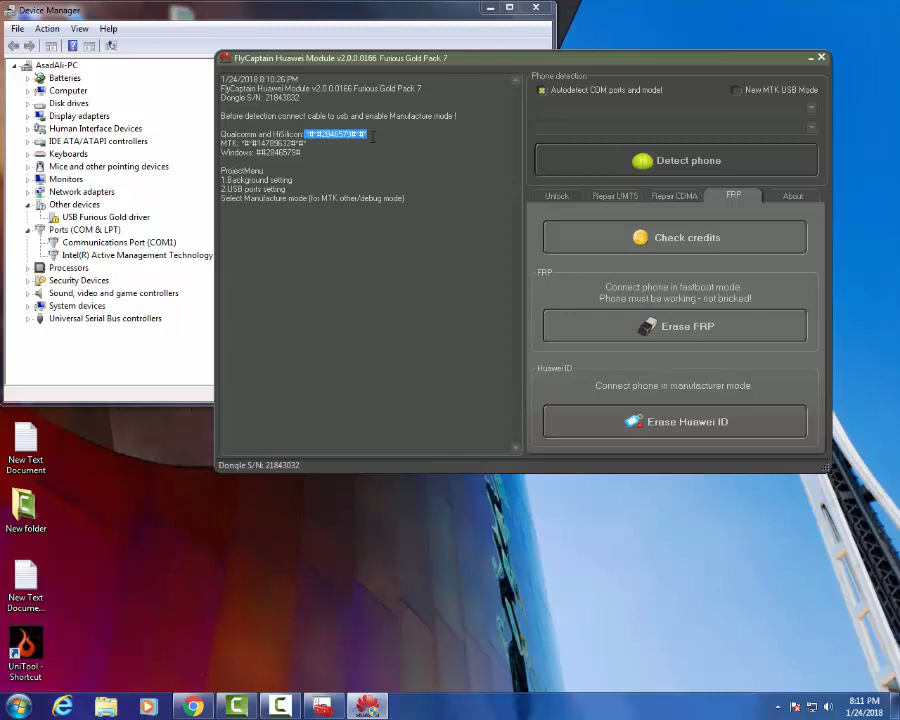 Device Manager
File Action View Help
AsadAli-PC
Batteries
Computer
Disk drives
Display adapters
Human Interface Devices
IDE ATA/ATAPI controllers
Keyboards
Mice and other pointing devices
Monitors
Network adapters
Other devices
USB Furious Gold driver
Ports (COM & LPT)
Communications Port (COM1)
Intel(R) Active Management Technology
Processors
Security Devices
Sound, video and game controllers
System devices
Universal Serial Bus controllers
FlyCaptain Huawei Module v2.0.0.0166 Furious Gold Pack 7
1/24/2018 8:10:26 PM
FlyCaptain Huawei Module v2.0.0.0166 Furious Gold Pack 7
Dongle S/N: 21843032
Before detection connect cable to usb and enable Manufacture mode !
Qualcomm and HiSilicon: *#*#2846579#*#*
MTK: *#*#14789632#*#*
Windows: ##2846579#
ProjectMenu
1.Background setting
2.USB ports setting
Select Manufacture mode (for MTK other/debug mode)
Dongle S/N: 21843032
Phone detection
Autodetect COM ports and model
New MTK USB Mode
Detect phone
Unlock Repair UMTS Repair CDMA FRP About
Check credits
FRP
Connect phone in fastboot mode.
Phone must be working - not bricked!
Erase FRP
Huawei ID
Connect phone in manufacturer mode.
Erase Huawei ID
New Text
Document
New folder
New Text
Docume...
UniTool -
Shortcut
8:11 PM
1/24/2018